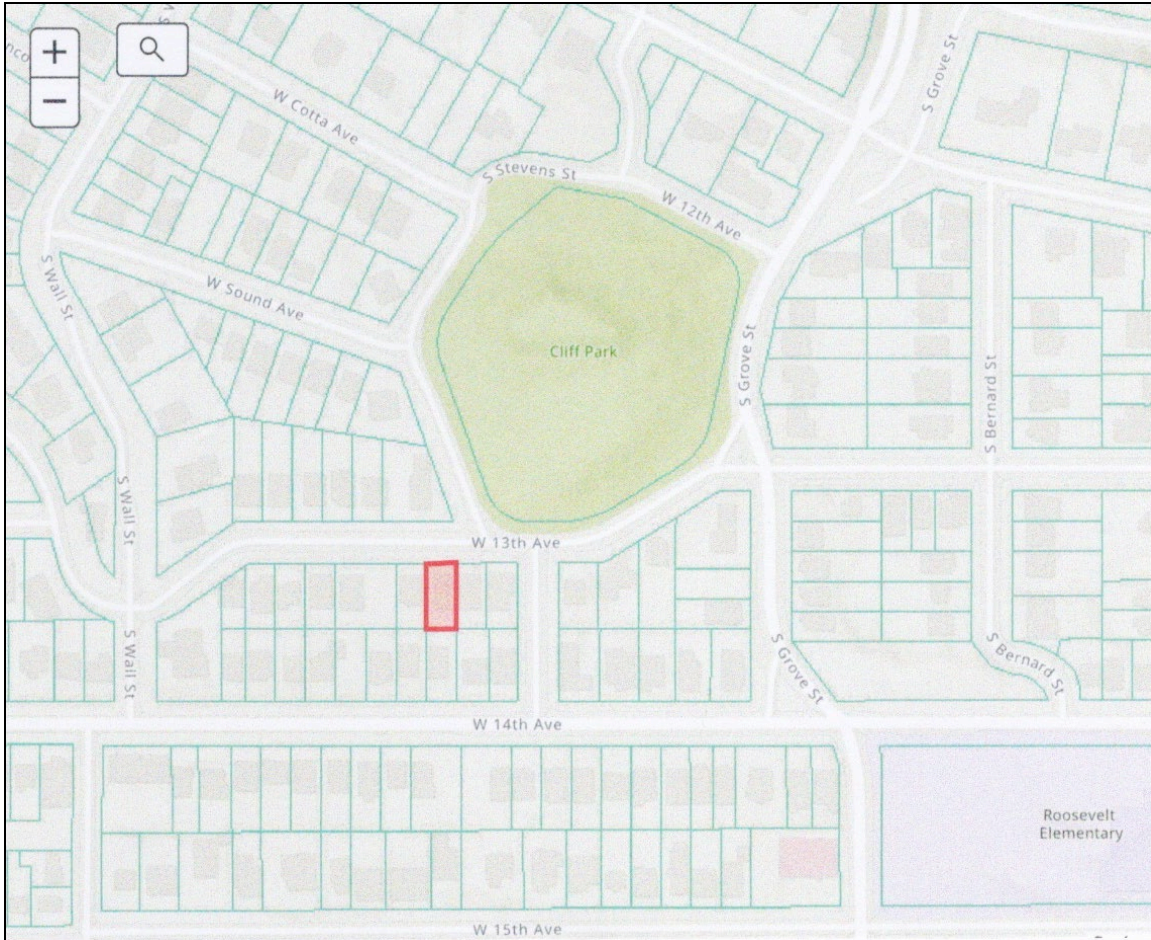 +
−
W Cotta Ave
S Grove St
S Stevens St
W 12th Ave
S Wall St
W Sound Ave
Cliff Park
S Grove St
S Bernard St
S Wall St
W 13th Ave
S Wall St
S Grove St
S Bernard St
W 14th Ave
Roosevelt
Elementary
W 15th Ave